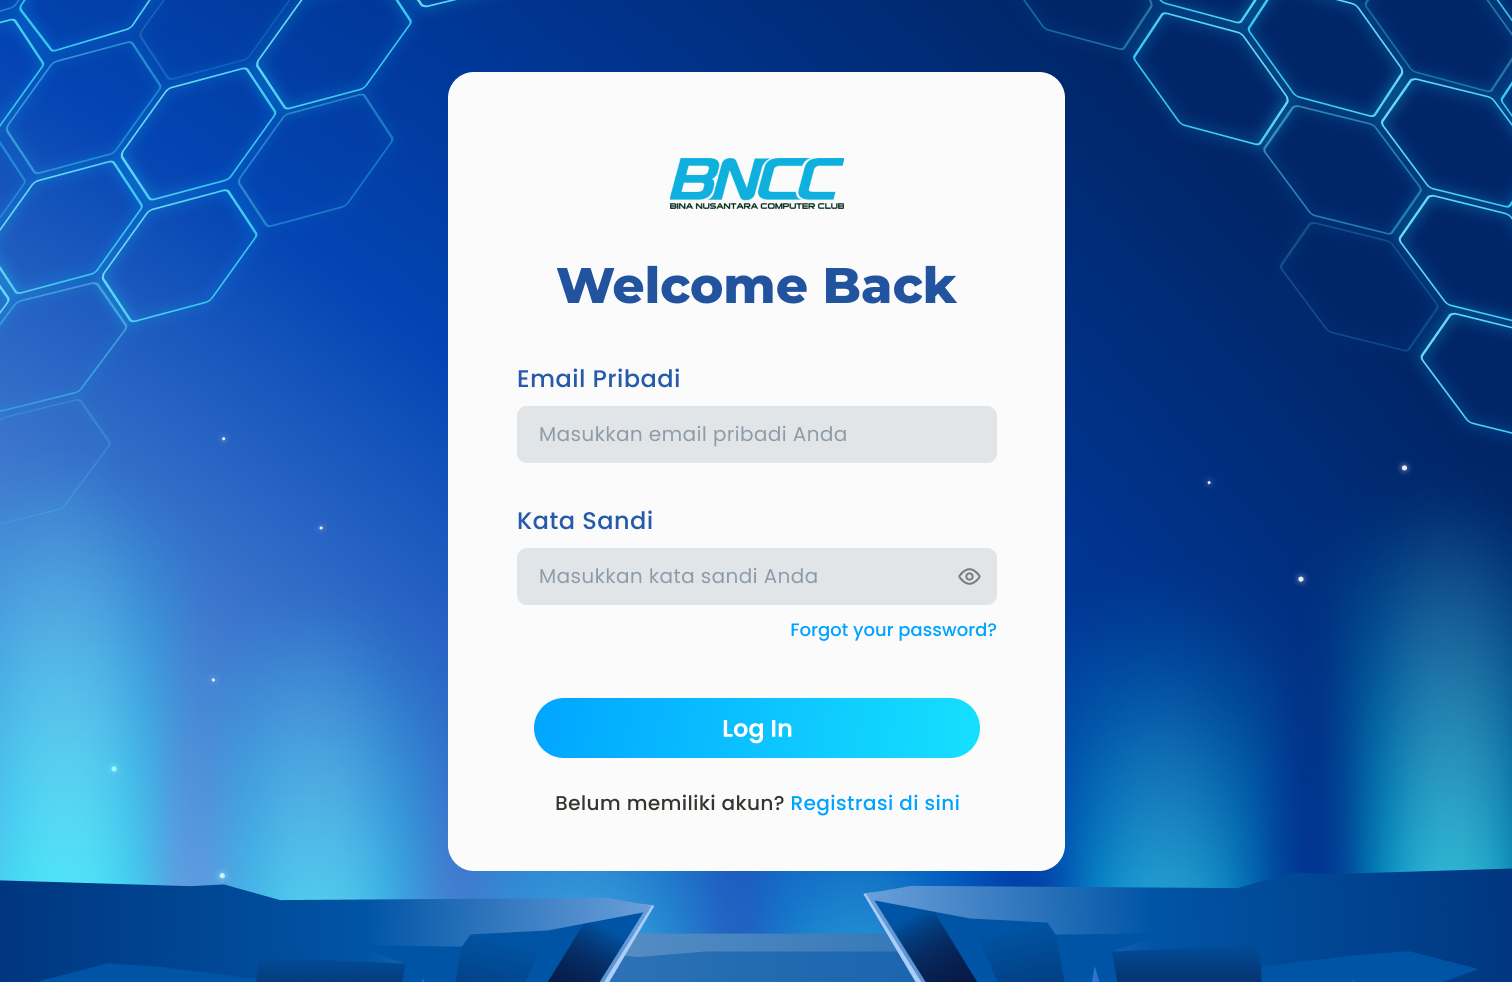 BNCC
BINA NUSANTARA COMPUTER CLUB
Welcome Back
Email Pribadi
Masukkan email pribadi Anda
Kata Sandi
Masukkan kata sandi Anda
Forgot your password?
Log In
Belum memiliki akun? Registrasi di sini